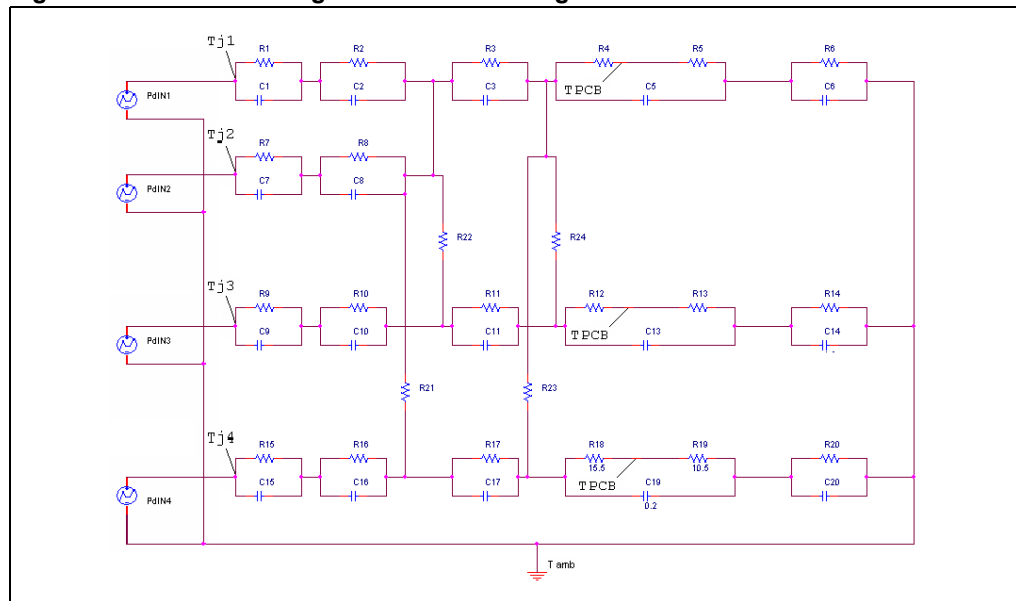 Tj1
R1 R2 R3 R4 R5 R6
C1 C2 C3 TPCB C5 C6
PdIN1
Tj2
R7 R8
C7 C8
PdIN2
R22 R24
Tj3
R9 R10 R11 R12 R13 R14
C9 C10 C11 TPCB C13 C14
PdIN3
R21 R23
Tj4
R15 R16 R17 R18 R19 R20
15.5 10.5
C15 C16 C17 TPCB C19 C20
0.2
PdIN4
T amb